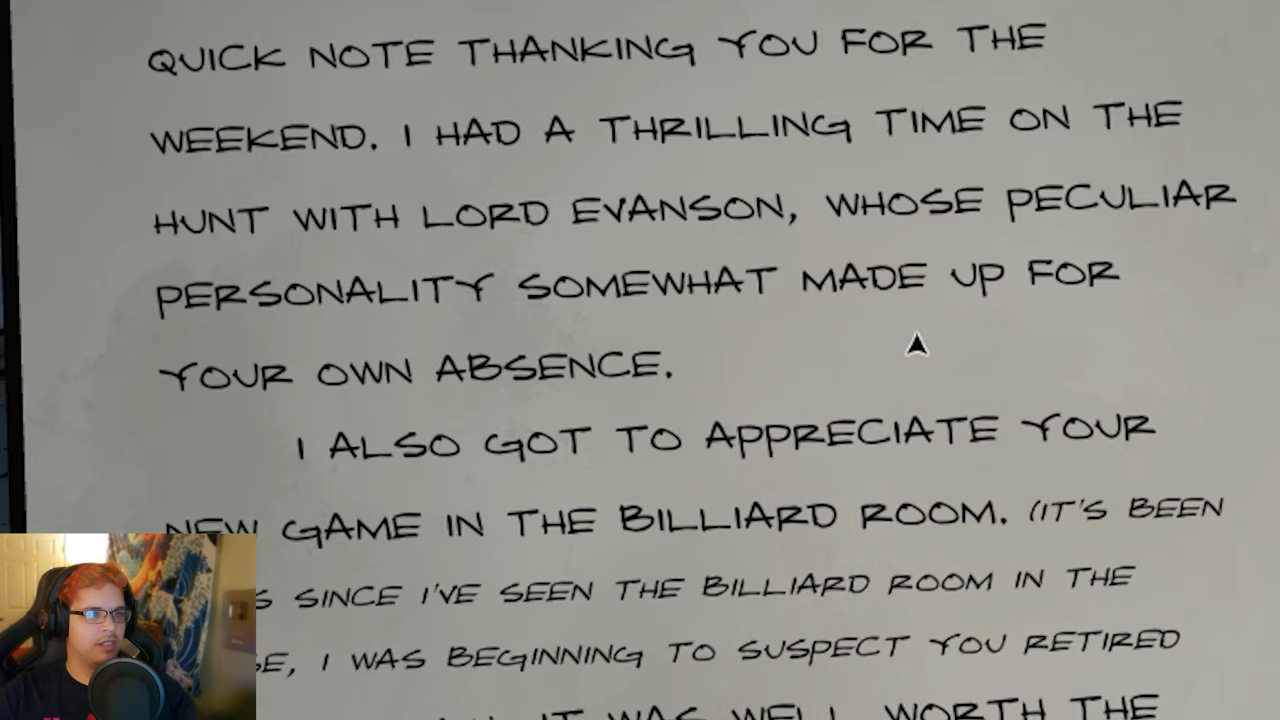 QUICK NOTE THANKING YOU FOR THE
WEEKEND. I HAD A THRILLING TIME ON THE
HUNT WITH LORD EVANSON, WHOSE PECULIAR
PERSONALITY SOMEWHAT MADE UP FOR
YOUR OWN ABSENCE.
I ALSO GOT TO APPRECIATE YOUR
NEW GAME IN THE BILLIARD ROOM. (IT'S BEEN
SINCE I'VE SEEN THE BILLIARD ROOM IN THE
I WAS BEGINNING TO SUSPECT YOU RETIRED
IT WAS WELL WORTH THE